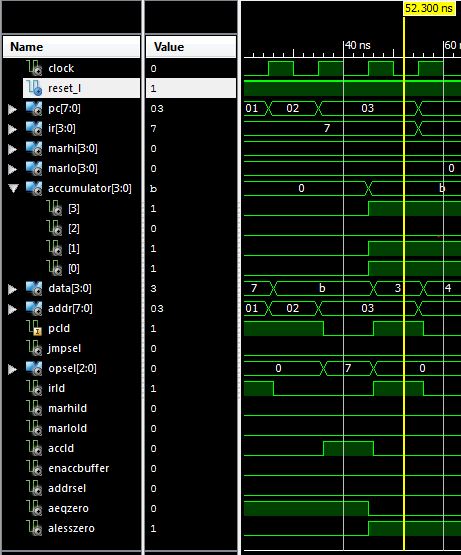 52.300 ns
Name Value 40 ns 60 ns
clock 0
reset_l 1
pc[7:0] 03 01 02 03
ir[3:0] 7 7
marhi[3:0] 0
marlo[3:0] 0 0
accumulator[3:0] b 0 b
[3] 1
[2] 0
[1] 1
[0] 1
data[3:0] 3 7 b 3 4
addr[7:0] 03 01 02 03
pcld 1
jmpsel 0
opsel[2:0] 0 0 7 0
irld 1
marhild 0
marlold 0
accld 0
enaccbuffer 0
addrsel 0
aeqzero 0
alesszero 1